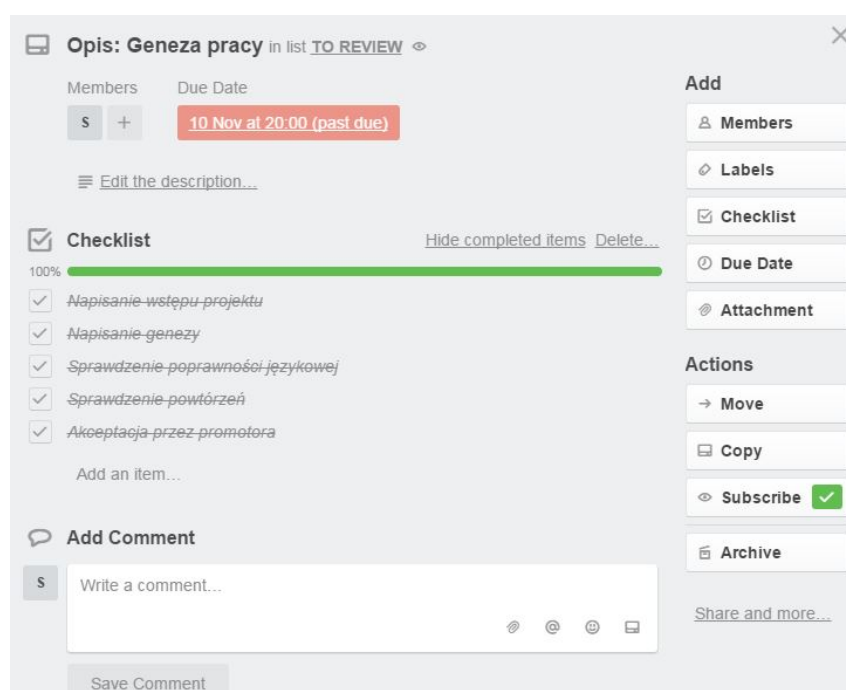 Opis: Geneza pracy in list TO REVIEW
Members Due Date
S + 10 Nov at 20:00 (past due)
Edit the description...
Checklist Hide completed items Delete...
100%
Napisanie wstępu projektu
Napisanie genezy
Sprawdzenie poprawności językowej
Sprawdzenie powtórzeń
Akceptacja przez promotora
Add an item...
Add Comment
S Write a comment...
@
Save Comment
Add
Members
Labels
Checklist
Due Date
Attachment
Actions
Move
Copy
Subscribe
Archive
Share and more...